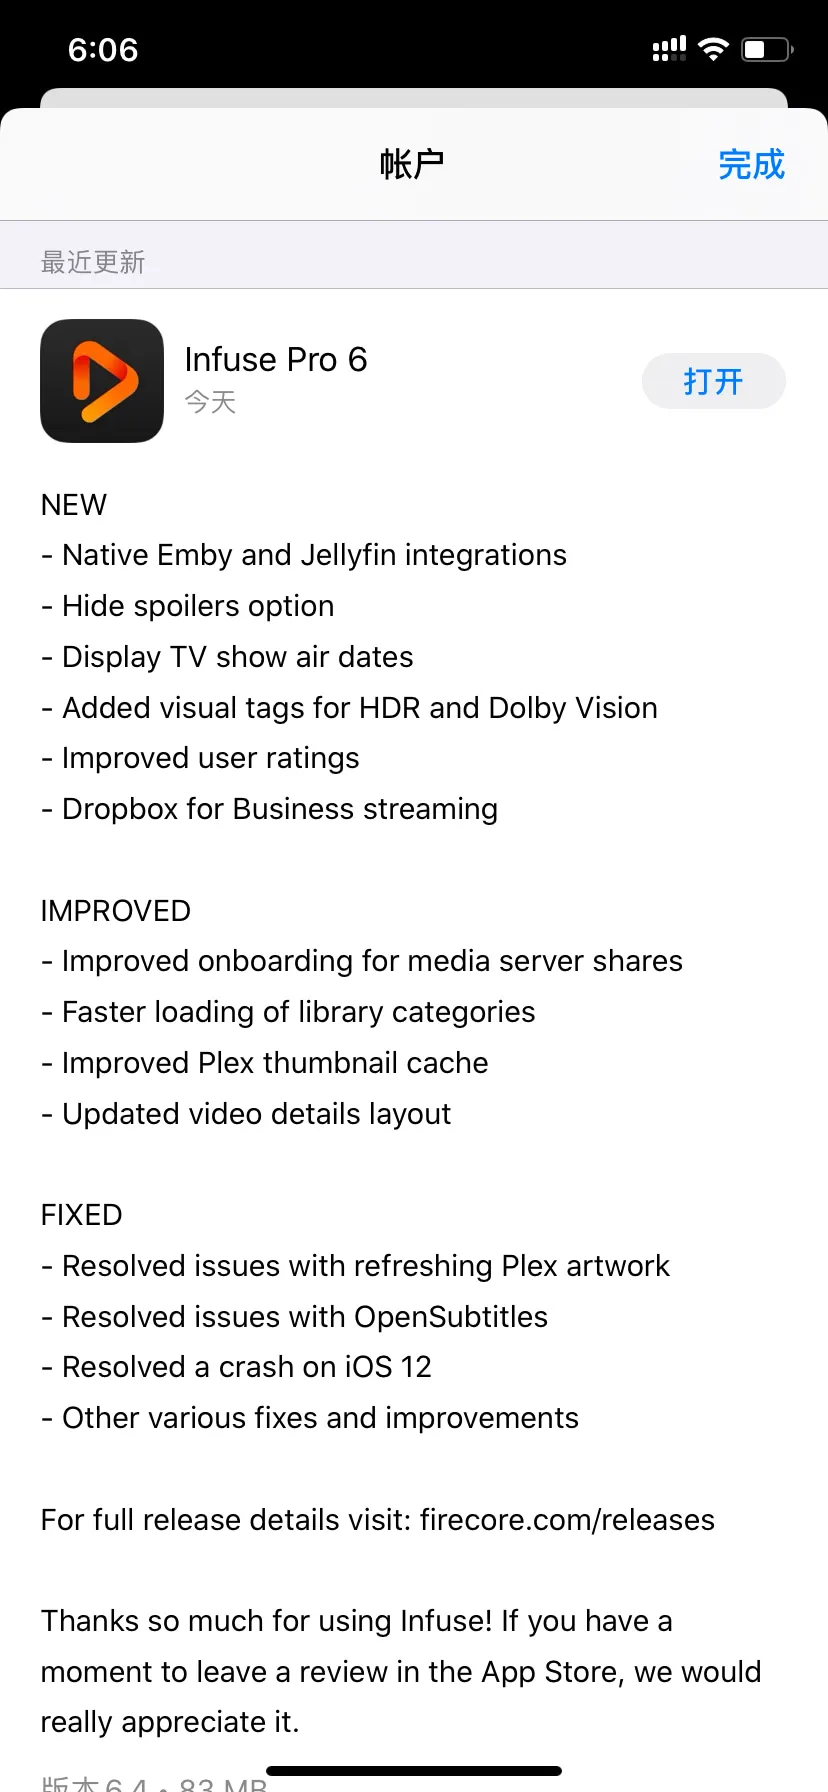 6:06
帐户
完成
最近更新
Infuse Pro 6
今天
打开
NEW
- Native Emby and Jellyfin integrations
- Hide spoilers option
- Display TV show air dates
- Added visual tags for HDR and Dolby Vision
- Improved user ratings
- Dropbox for Business streaming
IMPROVED
- Improved onboarding for media server shares
- Faster loading of library categories
- Improved Plex thumbnail cache
- Updated video details layout
FIXED
- Resolved issues with refreshing Plex artwork
- Resolved issues with OpenSubtitles
- Resolved a crash on iOS 12
- Other various fixes and improvements
For full release details visit: firecore.com/releases
Thanks so much for using Infuse! If you have a
moment to leave a review in the App Store, we would
really appreciate it.
版本 6.4 • 83 MB